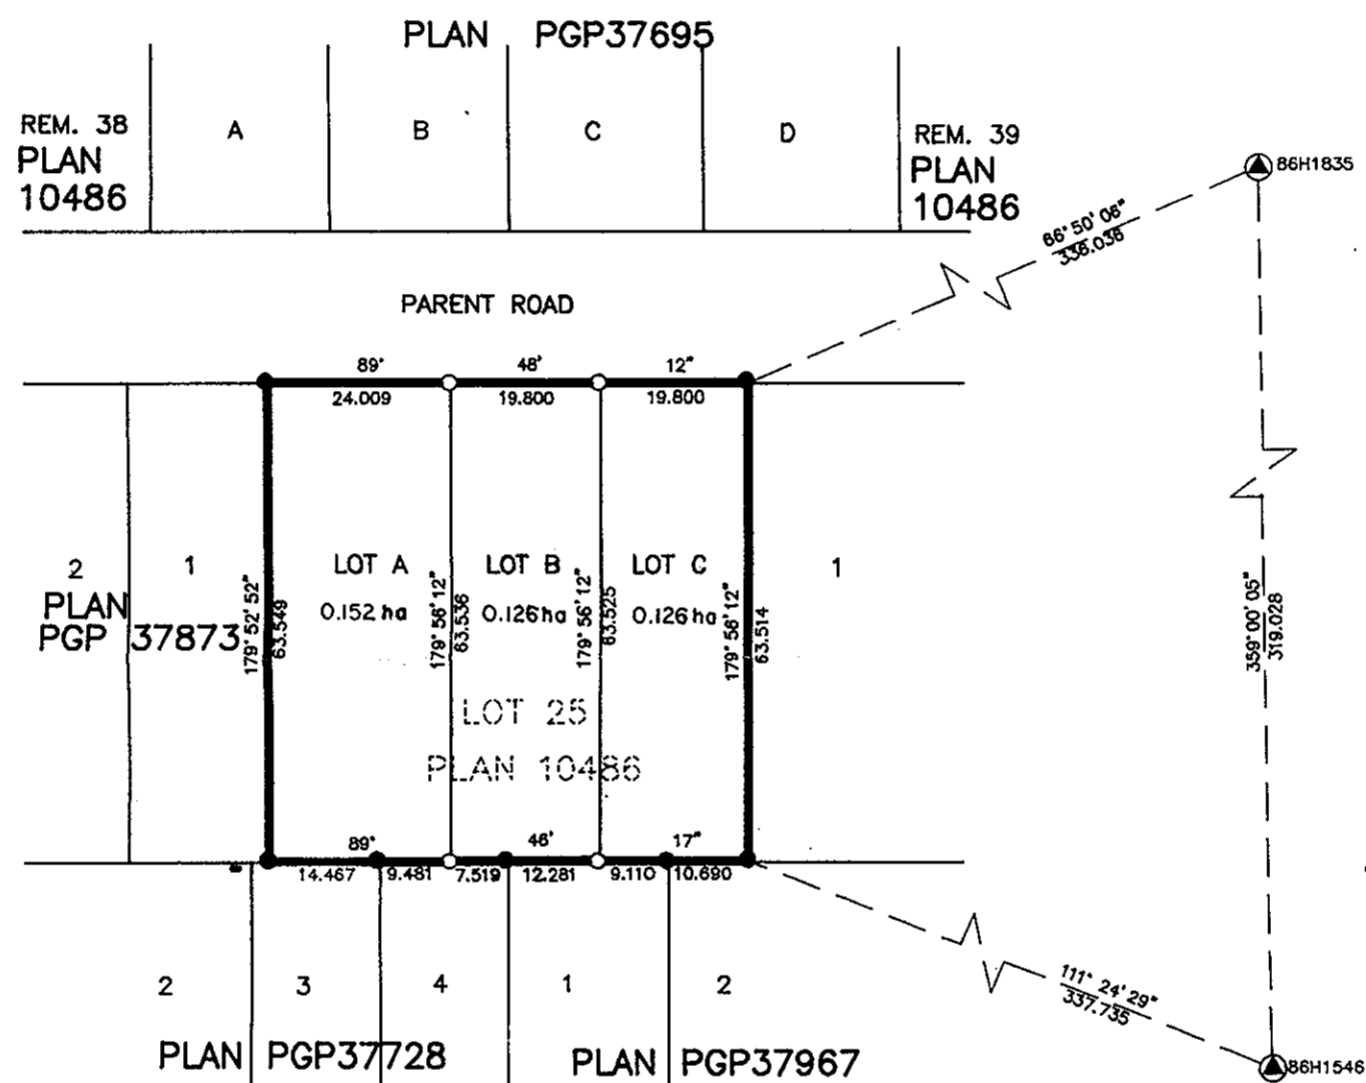 PLAN PGP37695
REM. 38
PLAN
10486
A
B
C
D
REM. 39
PLAN
10486
86H1835
66° 50' 06"
336.036
PARENT ROAD
89° 48' 12"
24.009
19.800
19.800
2
PLAN
PGP 37873
1
179° 52' 52"
63.549
LOT A
0.152 ha
179° 56' 12"
63.536
LOT B
0.126 ha
179° 56' 12"
63.525
LOT C
0.126 ha
179° 56' 12"
63.514
1
359° 00' 05"
319.028
LOT 25
PLAN 10486
89° 46' 17"
14.467
9.481
7.519
12.281
9.110
10.690
2
3
4
1
2
111° 24' 29"
337.735
PLAN PGP37728
PLAN PGP37967
86H1546